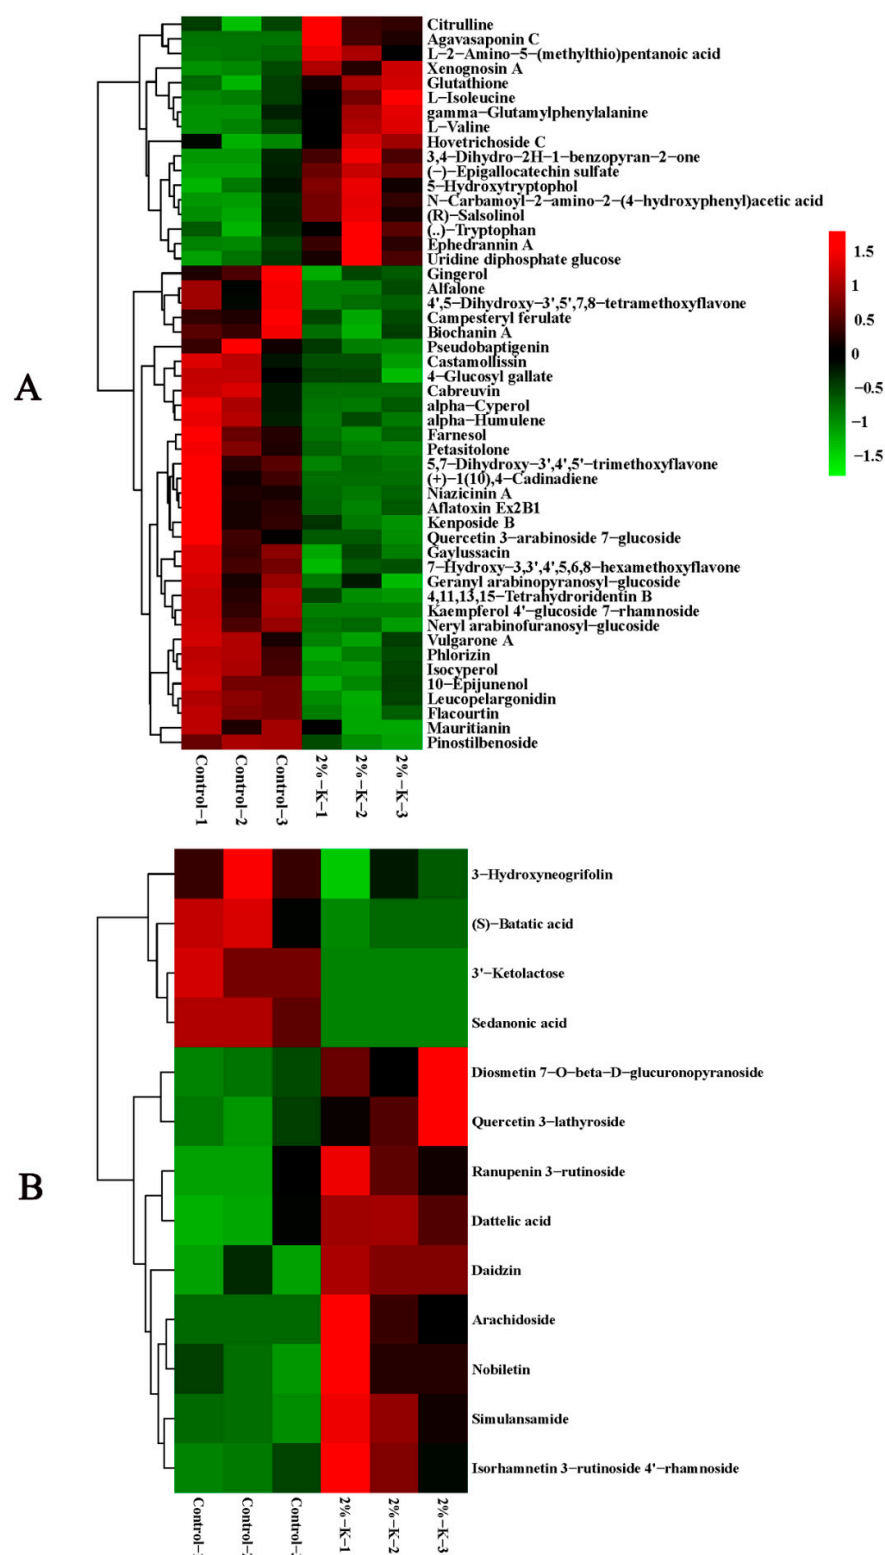 Citrulline
Agavasaponin C
L−2−Amino−5−(methylthio)pentanoic acid
Xenognosin A
Glutathione
L−Isoleucine
gamma−Glutamylphenylalanine
L−Valine
Hovetrichoside C
3,4−Dihydro−2H−1−benzopyran−2−one
(−)−Epigallocatechin sulfate
5−Hydroxytryptophol
N−Carbamoyl−2−amino−2−(4−hydroxyphenyl)acetic acid
(R)−Salsolinol
(..)−Tryptophan
Ephedrannin A
Uridine diphosphate glucose
Gingerol
Alfalone
4',5−Dihydroxy−3',5',7,8−tetramethoxyflavone
Campesteryl ferulate
Biochanin A
Pseudobaptigenin
Castamollissin
4−Glucosyl gallate
Cabreuvin
alpha−Cyperol
alpha−Humulene
Farnesol
Petasitolone
5,7−Dihydroxy−3',4',5'−trimethoxyflavone
(+)−1(10),4−Cadinadiene
Niazicinin A
Aflatoxin Ex2B1
Kenposide B
Quercetin 3−arabinoside 7−glucoside
Gaylussacin
7−Hydroxy−3,3',4',5,6,8−hexamethoxyflavone
Geranyl arabinopyranosyl−glucoside
4,11,13,15−Tetrahydroridentin B
Kaempferol 4'−glucoside 7−rhamnoside
Neryl arabinofuranosyl−glucoside
Vulgarone A
Phlorizin
Isocyperol
10−Epijunenol
Leucopelargonidin
Flacourtin
Mauritianin
Pinostilbenoside
1.5
1
0.5
0
−0.5
−1
−1.5
A
Control−1
Control−2
Control−3
2%−K−1
2%−K−2
2%−K−3
3−Hydroxyneogrifolin
(S)−Batatic acid
3'−Ketolactose
Sedanonic acid
Diosmetin 7−O−beta−D−glucuronopyranoside
Quercetin 3−lathyroside
Ranupenin 3−rutinoside
Dattelic acid
Daidzin
Arachidoside
Nobiletin
Simulansamide
Isorhamnetin 3−rutinoside 4'−rhamnoside
B
Control−
Control−
Control−
2%−K−1
2%−K−2
2%−K−3